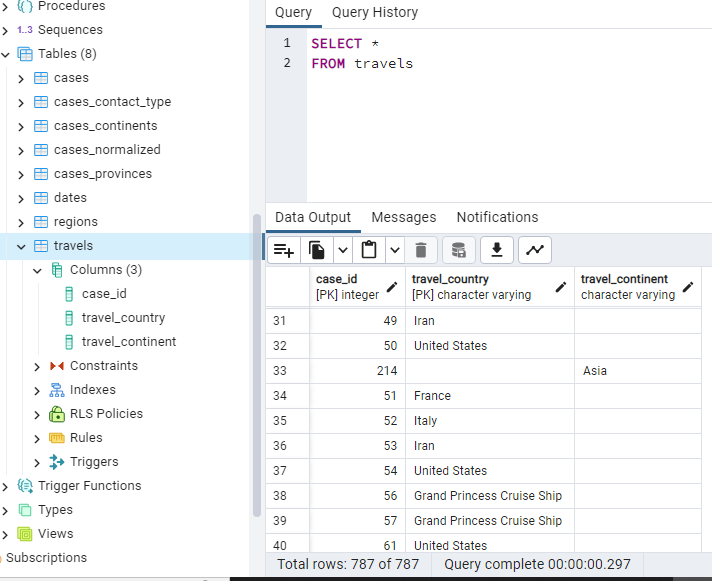 Procedures
1..3 Sequences
Tables (8)
cases
cases_contact_type
cases_continents
cases_normalized
cases_provinces
dates
regions
travels
Columns (3)
case_id
travel_country
travel_continent
Constraints
Indexes
RLS Policies
Rules
Triggers
Trigger Functions
Types
Views
Subscriptions
Query Query History
1 SELECT *
2 FROM travels
Data Output Messages Notifications
case_id travel_country travel_continent
[PK] integer [PK] character varying character varying
31 49 Iran
32 50 United States
33 214 Asia
34 51 France
35 52 Italy
36 53 Iran
37 54 United States
38 56 Grand Princess Cruise Ship
39 57 Grand Princess Cruise Ship
40 61 United States
Total rows: 787 of 787 Query complete 00:00:00.297